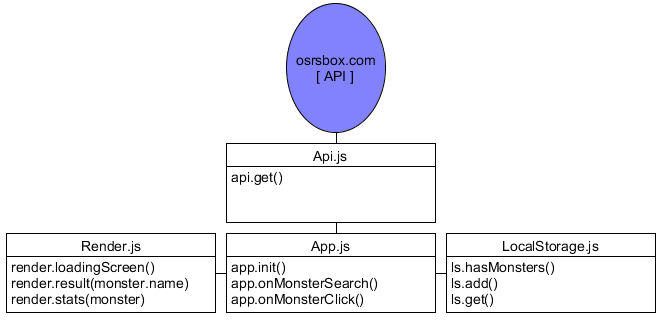 osrsbox.com
[ API ]
Api.js
api.get()
Render.js
render.loadingScreen()
render.result(monster.name)
render.stats(monster)
App.js
app.init()
app.onMonsterSearch()
app.onMonsterClick()
LocalStorage.js
ls.hasMonsters()
ls.add()
ls.get()